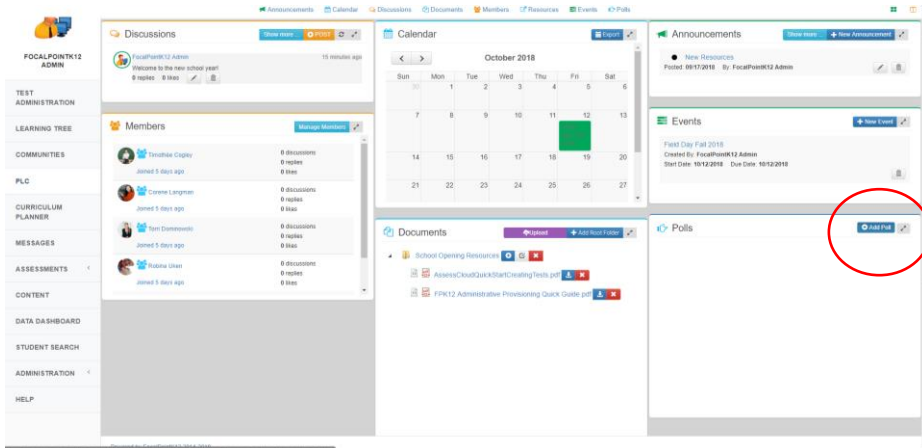 Announcements Calendar Discussions Documents Members Resources Events Polls
FOCALPOINTK12 ADMIN
TEST ADMINISTRATION
LEARNING TREE
COMMUNITIES
PLC
CURRICULUM PLANNER
MESSAGES
ASSESSMENTS
CONTENT
DATA DASHBOARD
STUDENT SEARCH
ADMINISTRATION
HELP
Discussions Show more... POST
FocalPointK12 Admin 15 minutes ago
Welcome to the new school year!
0 replies 0 likes
Members Manage Members
Timothée Cogley 0 discussions
0 replies
Joined 5 days ago 0 likes
Corene Langman 0 discussions
0 replies
Joined 5 days ago 0 likes
Torn Dominowski 0 discussions
0 replies
Joined 5 days ago 0 likes
Robina Uren 0 discussions
0 replies
Joined 5 days ago 0 likes
Calendar Export
< > October 2018
Sun Mon Tue Wed Thu Fri Sat
30 1 2 3 4 5 6
7 8 9 10 11 12 13
14 15 16 17 18 19 20
21 22 23 24 25 26 27
Documents Upload + Add Root Folder
School Opening Resources
AssessCloudQuickStartCreatingTests.pdf
FPK12 Administrative Provisioning Quick Guide.pdf
Announcements Show more... + New Announcement
New Resources
Posted: 09/17/2018 By: FocalPointK12 Admin
Events + New Event
Field Day Fall 2018
Created By: FocalPointK12 Admin
Start Date: 10/12/2018 Due Date: 10/12/2018
Polls Add Poll
Powered by FocalPointK12 2014-2018